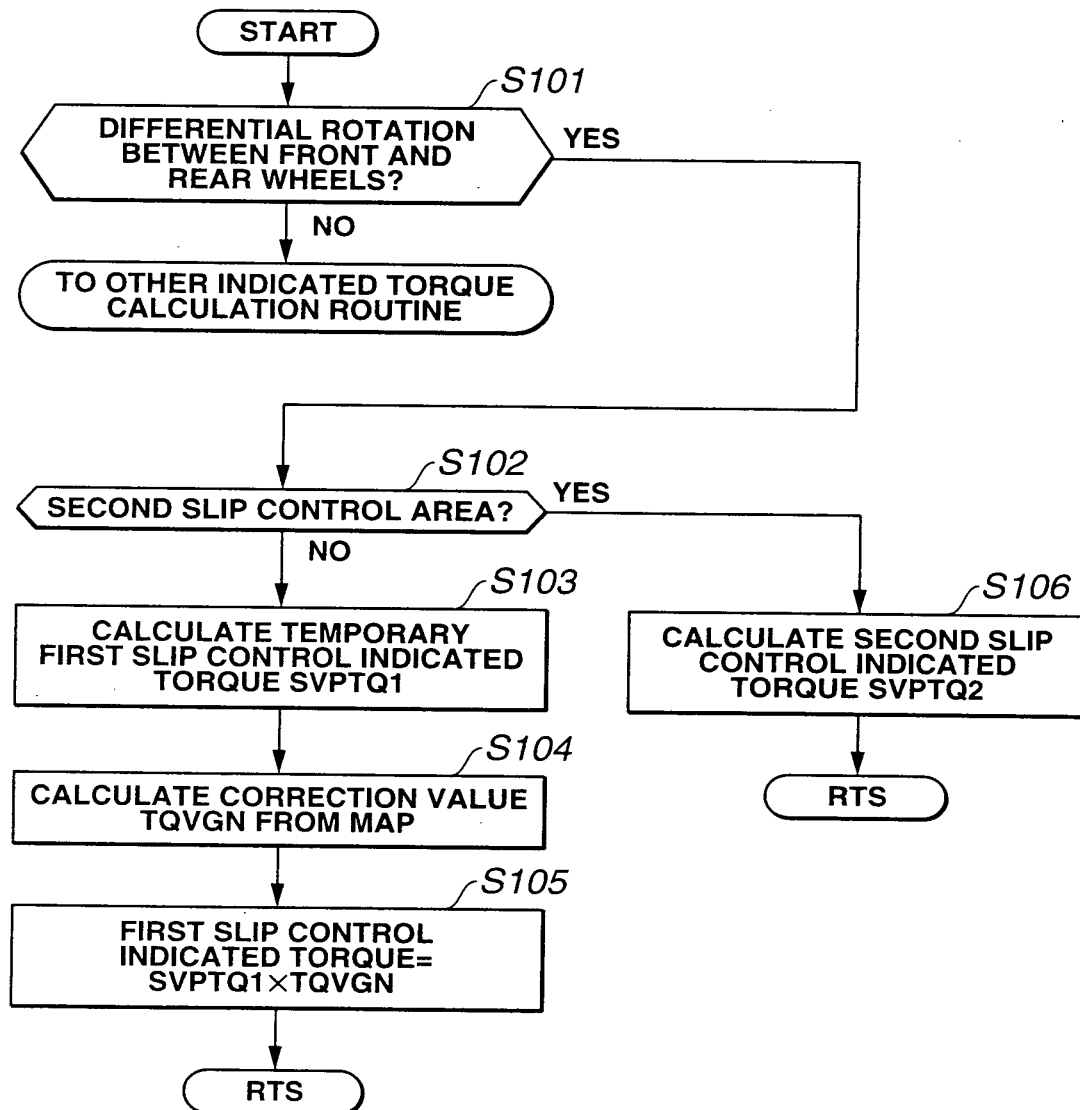 START
S101
DIFFERENTIAL ROTATION
BETWEEN FRONT AND
REAR WHEELS?
YES
NO
TO OTHER INDICATED TORQUE
CALCULATION ROUTINE
S102
SECOND SLIP CONTROL AREA?
YES
NO
S103
CALCULATE TEMPORARY
FIRST SLIP CONTROL INDICATED
TORQUE SVPTQ1
S106
CALCULATE SECOND SLIP
CONTROL INDICATED
TORQUE SVPTQ2
S104
CALCULATE CORRECTION VALUE
TQVGN FROM MAP
RTS
S105
FIRST SLIP CONTROL
INDICATED TORQUE=
SVPTQ1×TQVGN
RTS